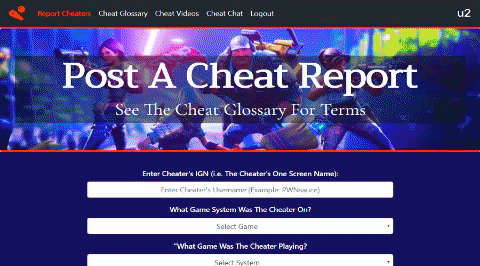 Report Cheaters Cheat Glossary Cheat Videos Cheat Chat Logout u2
Post A Cheat Report
See The Cheat Glossary For Terms
Enter Cheater's IGN (i.e. The Cheater's One Screen Name):
Enter Cheater's Username (Example: PWNsauce)
What Game System Was The Cheater On?
Select Game
"What Game Was The Cheater Playing?
Select System